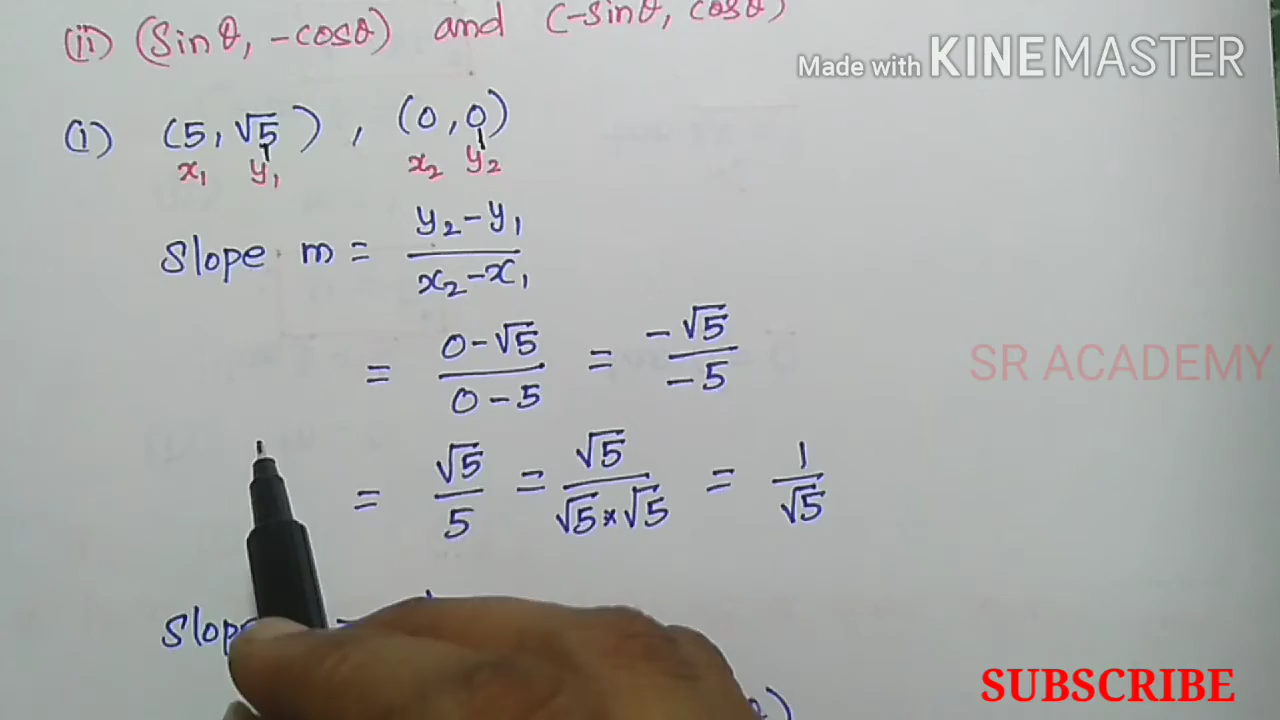 (ii) (Sinθ, -cosθ) and (-sinθ, cosθ)
Made with KINEMASTER
(i) (5, √5), (0, 0)
x₁ y₁ x₂ y₂
Slope m = (y₂-y₁)/(x₂-x₁)
= (0-√5)/(0-5) = (-√5)/(-5)
SR ACADEMY
= √5/5 = √5/(√5×√5) = 1/√5
SUBSCRIBE